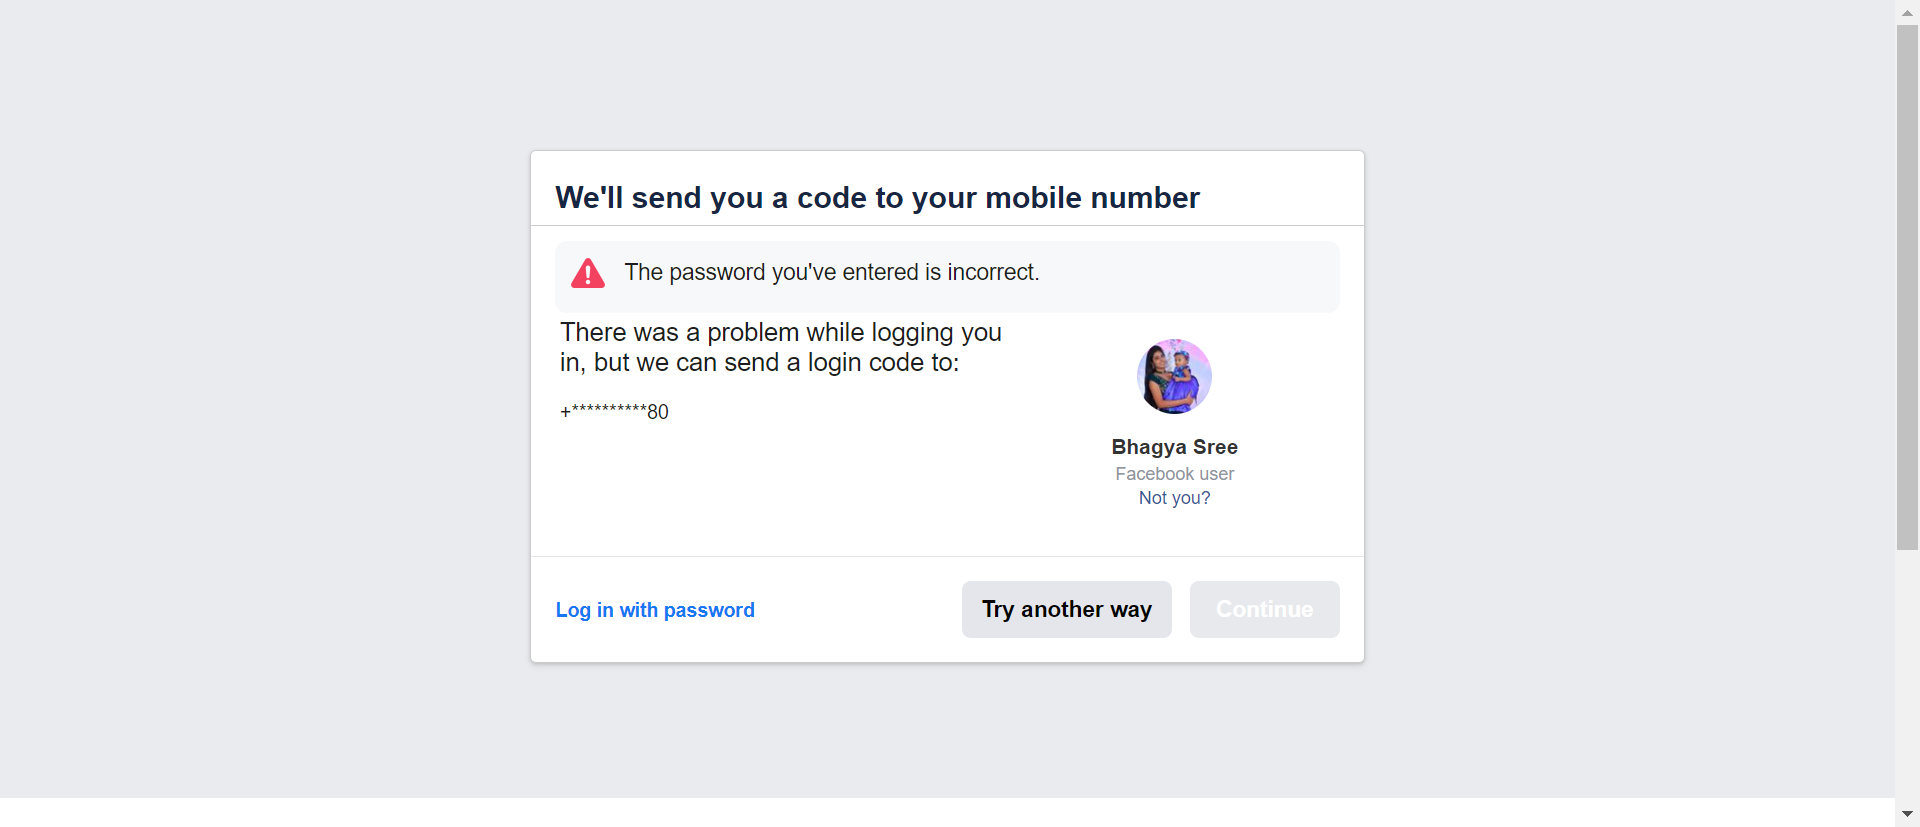 We'll send you a code to your mobile number
The password you've entered is incorrect.
There was a problem while logging you
in, but we can send a login code to:
+**********80
Bhagya Sree
Facebook user
Not you?
Log in with password
Try another way
Continue